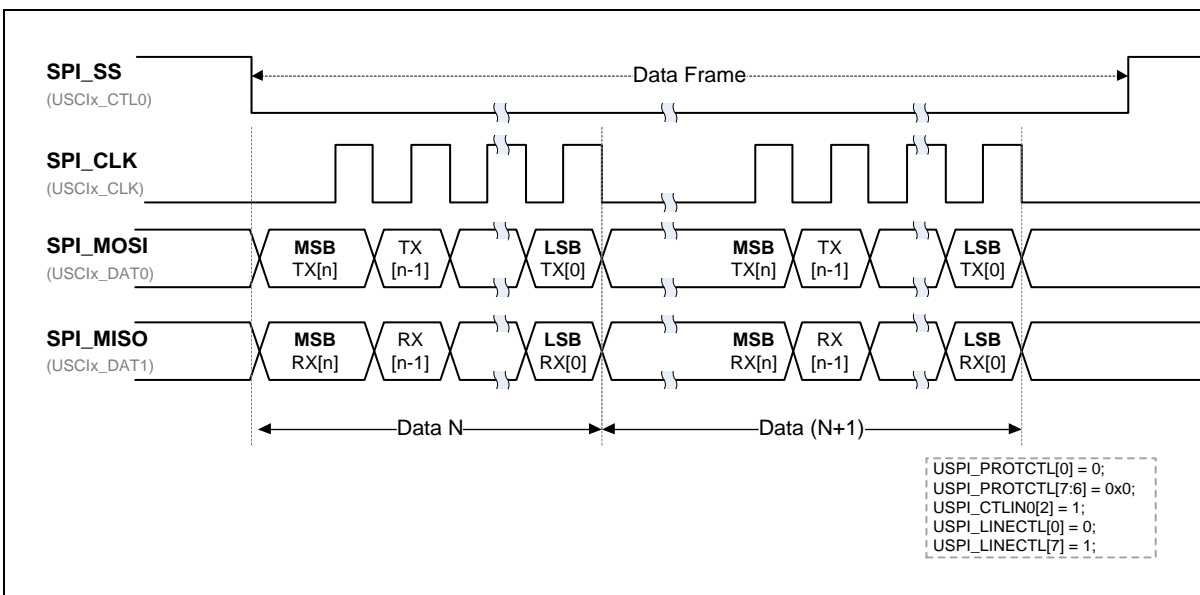 SPI_SS
(USCIx_CTL0)
Data Frame
SPI_CLK
(USCIx_CLK)
SPI_MOSI
(USCIx_DAT0)
MSB
TX[n]
TX
[n-1]
LSB
TX[0]
MSB
TX[n]
TX
[n-1]
LSB
TX[0]
SPI_MISO
(USCIx_DAT1)
MSB
RX[n]
RX
[n-1]
LSB
RX[0]
MSB
RX[n]
RX
[n-1]
LSB
RX[0]
Data N
Data (N+1)
USPI_PROTCTL[0] = 0;
USPI_PROTCTL[7:6] = 0x0;
USPI_CTLIN0[2] = 1;
USPI_LINECTL[0] = 0;
USPI_LINECTL[7] = 1;